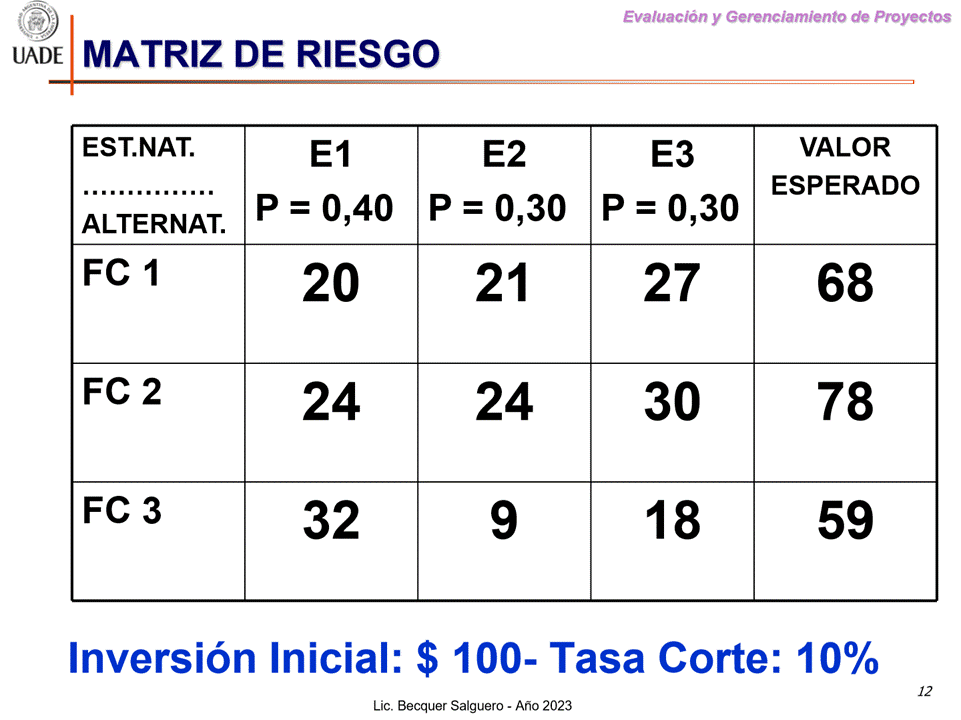 Evaluación y Gerenciamiento de Proyectos
UADE
MATRIZ DE RIESGO
EST.NAT.
……………
ALTERNAT.
E1
P = 0,40
E2
P = 0,30
E3
P = 0,30
VALOR
ESPERADO
FC 1
20
21
27
68
FC 2
24
24
30
78
FC 3
32
9
18
59
Inversión Inicial: $ 100- Tasa Corte: 10%
12
Lic. Becquer Salguero - Año 2023